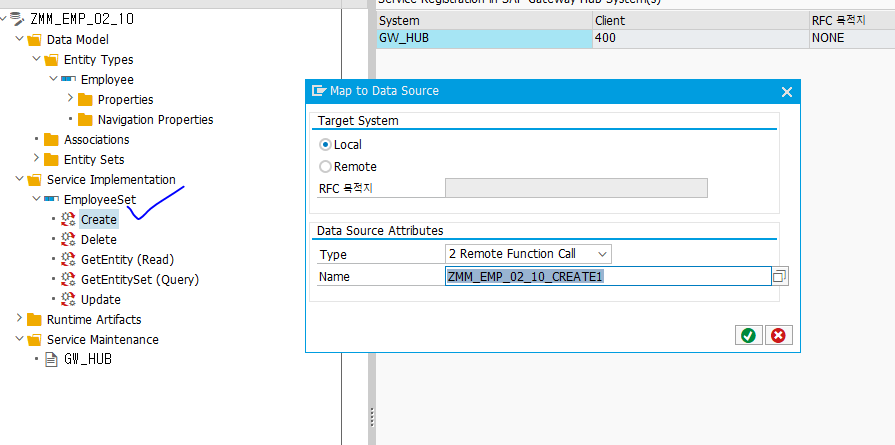 ZMM_EMP_02_10
Data Model
Entity Types
Employee
Properties
Navigation Properties
Associations
Entity Sets
Service Implementation
EmployeeSet
Create
Delete
GetEntity (Read)
GetEntitySet (Query)
Update
Runtime Artifacts
Service Maintenance
GW_HUB
Service Registration in SAP Gateway Hub System(s)
System Client RFC 목적지
GW_HUB 400 NONE
Map to Data Source
Target System
Local
Remote
RFC 목적지
Data Source Attributes
Type 2 Remote Function Call
Name ZMM_EMP_02_10_CREATE1